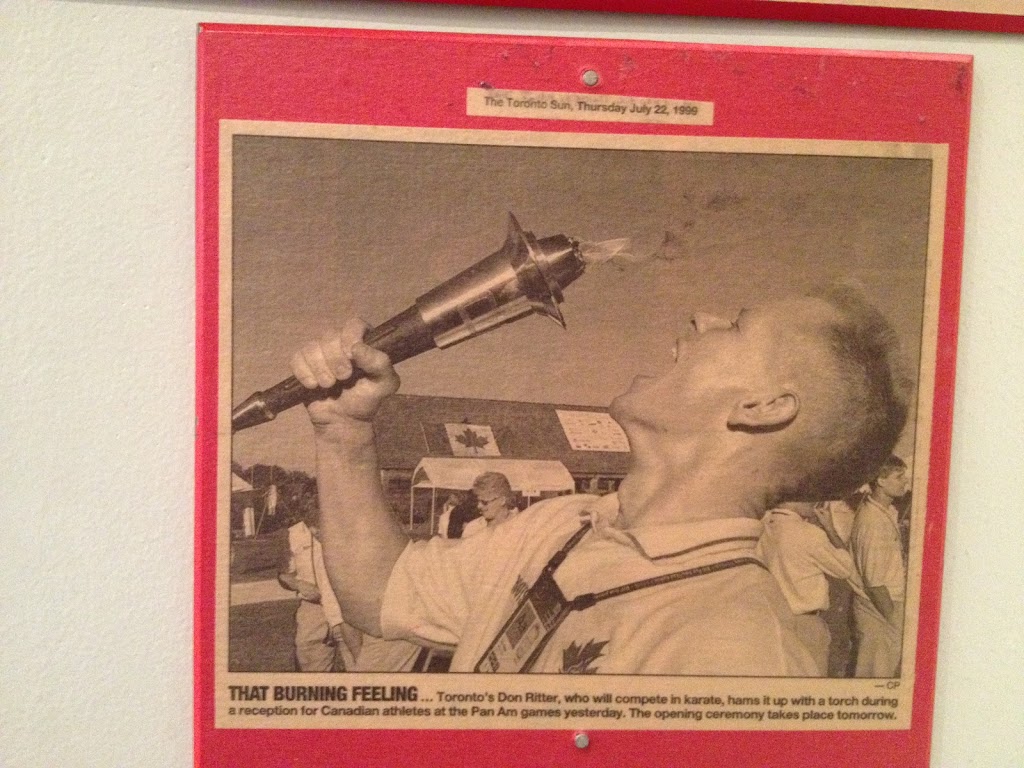 The Toronto Sun, Thursday July 22, 1999
— CP
THAT BURNING FEELING ... Toronto's Don Ritter, who will compete in karate, hams it up with a torch during
a reception for Canadian athletes at the Pan Am games yesterday. The opening ceremony takes place tomorrow.